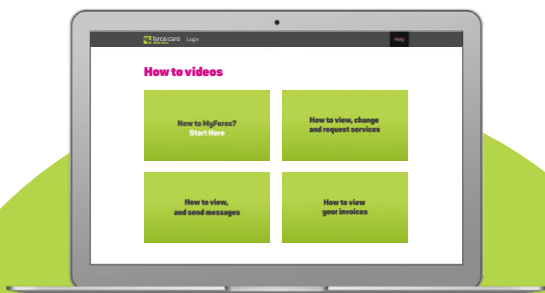 feros care Login Help
How to videos
New to MyFeros?
Start Here
How to view, change
and request services
How to view,
and send messages
How to view
your invoices